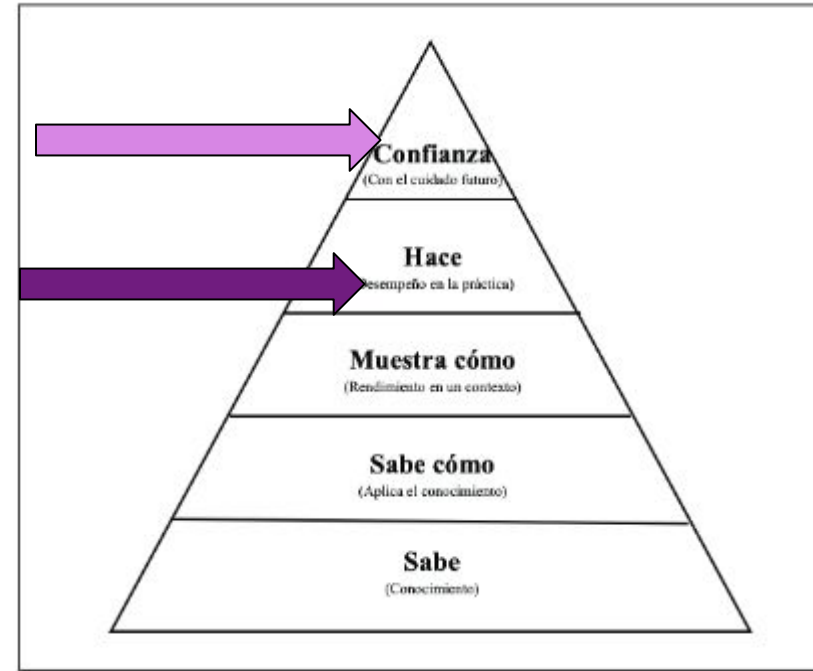 Confianza
(Con el cuidado futuro)
Hace
esempeño en la práctica)
Muestra cómo
(Rendimiento en un contexto)
Sabe cómo
(Aplica el conocimiento)
Sabe
(Conocimiento)